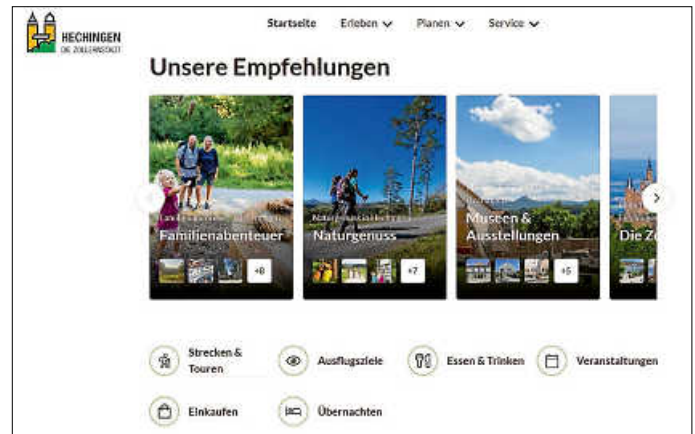 HECHINGEN
DIE ZOLLERNSTADT
Startseite Erleben Planen Service
Unsere Empfehlungen
Familienabenteuer
Naturgenuss
Museen &
Ausstellungen
+8
+7
+5
Strecken &
Touren
Ausflugsziele
Essen & Trinken
Veranstaltungen
Einkaufen
Übernachten